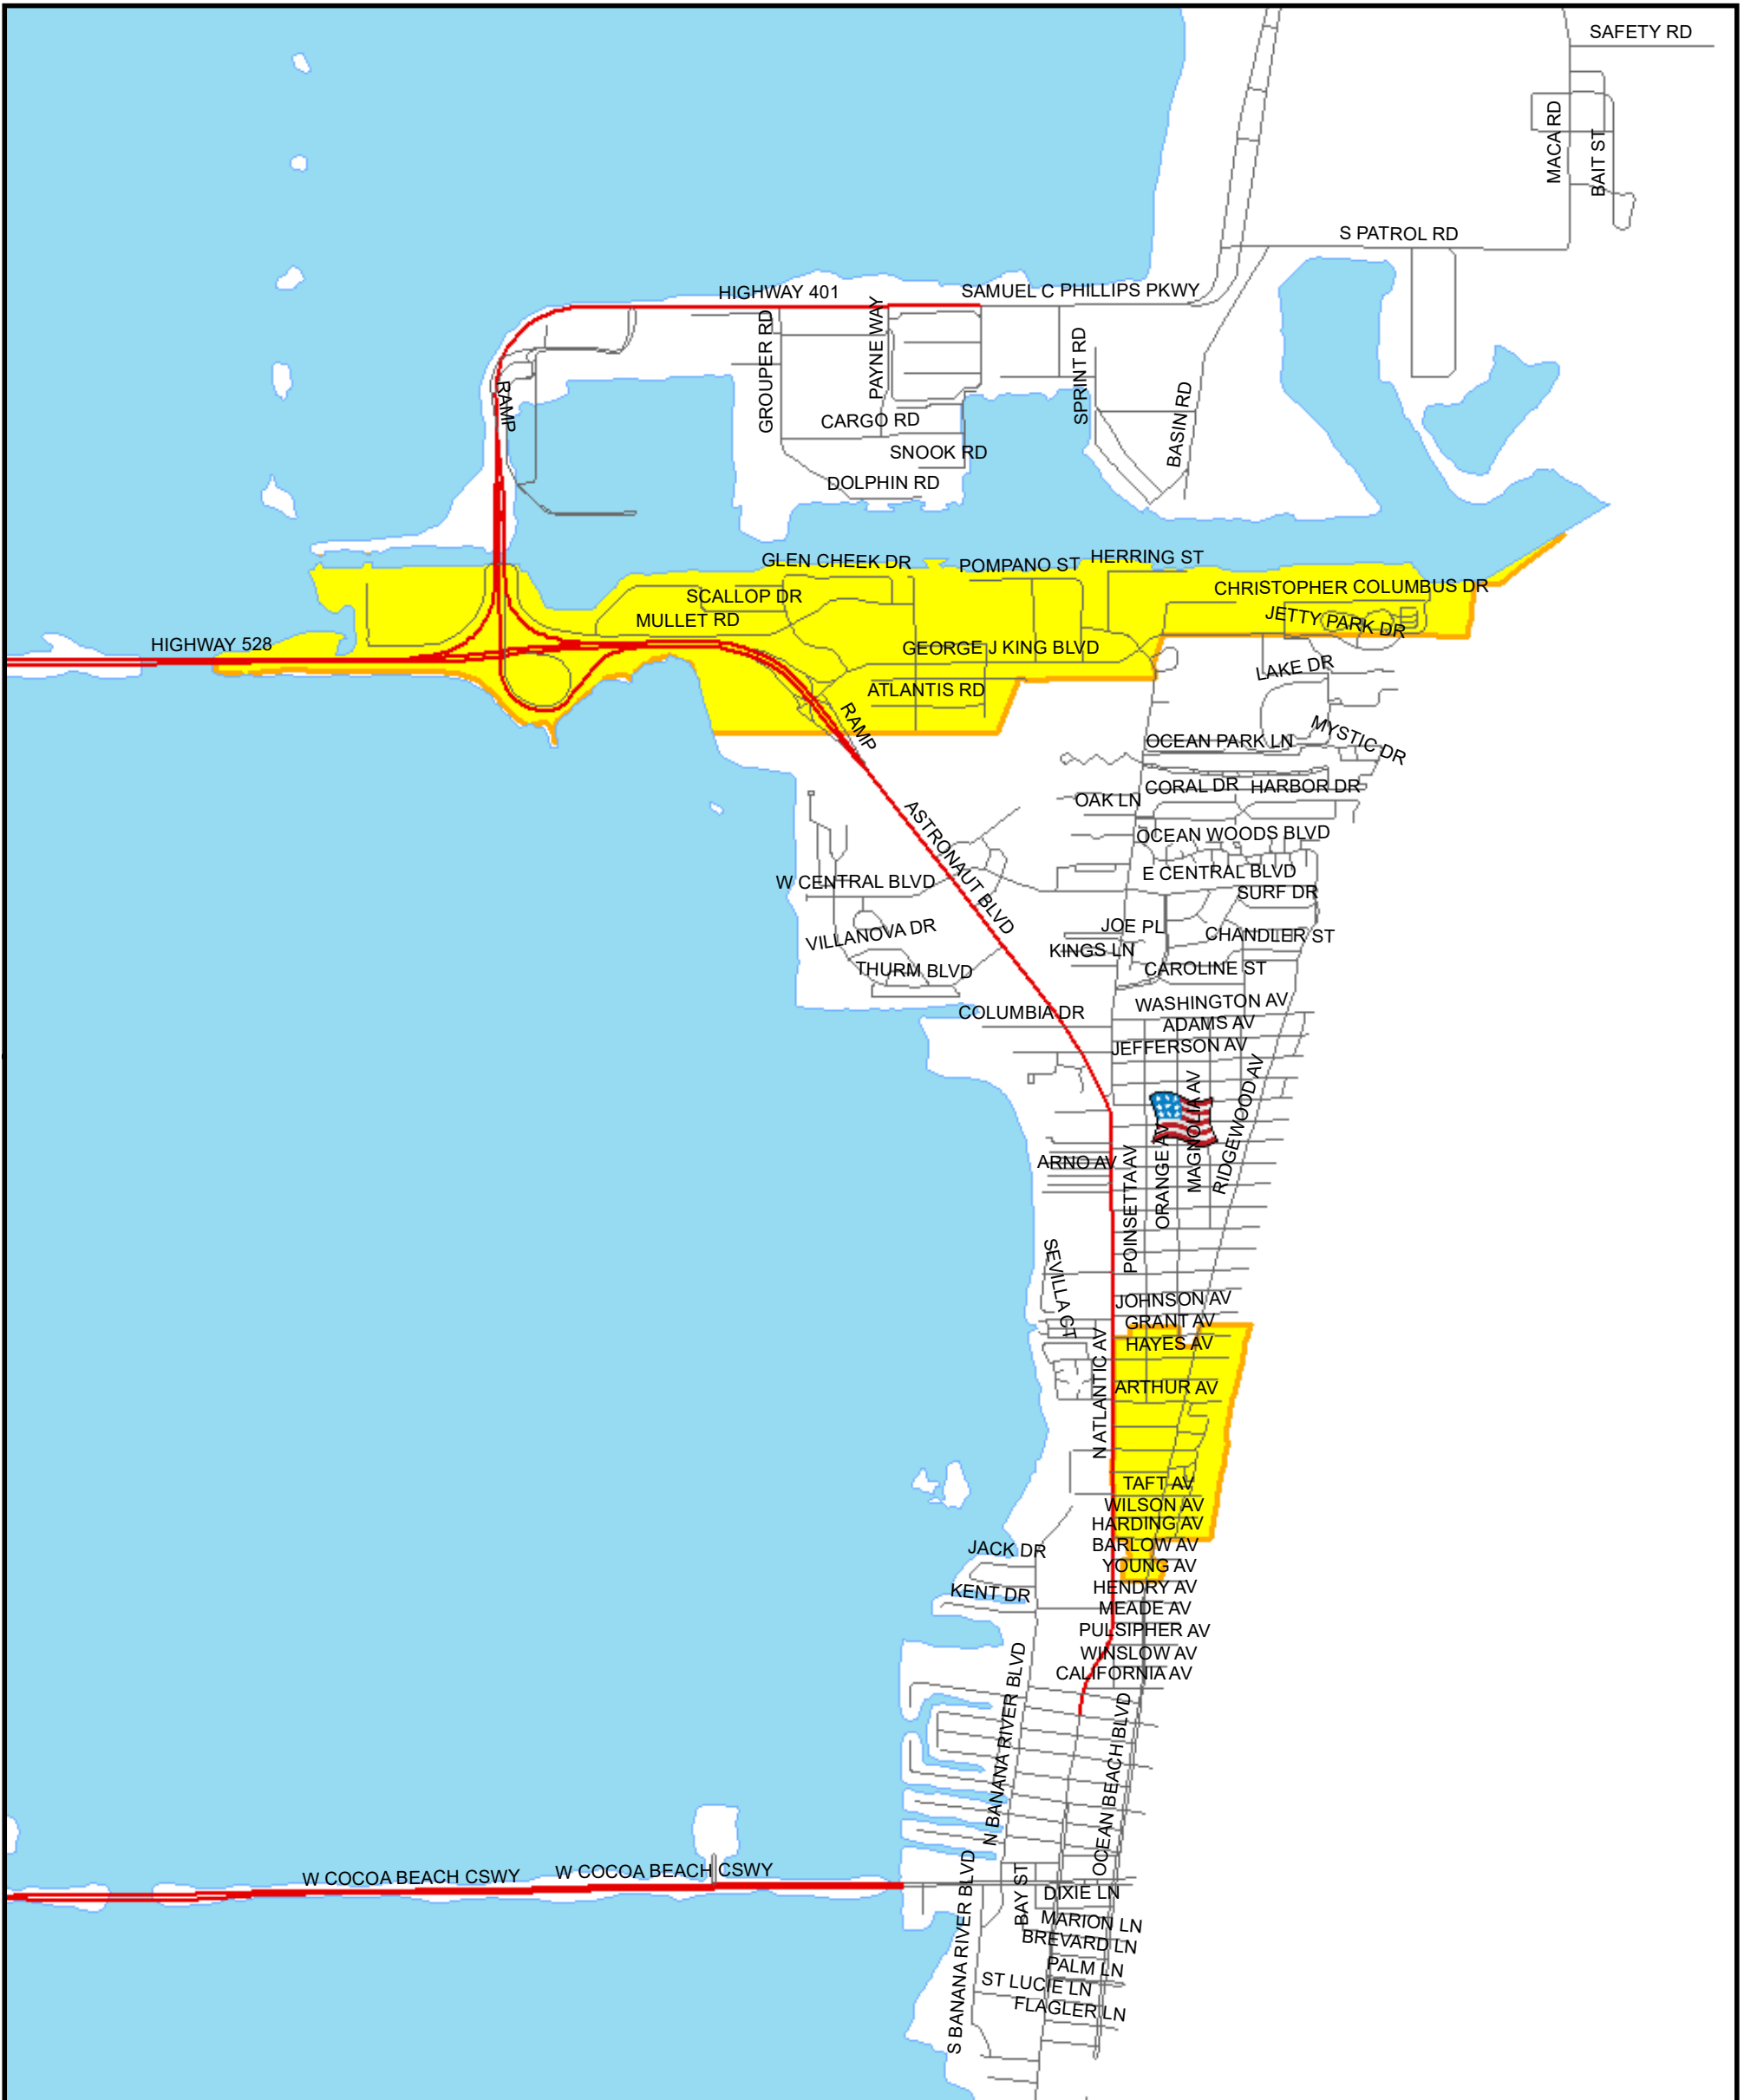 SAFETY RD
MACA RD
BAIT ST
S PATROL RD
HIGHWAY 401
SAMUEL C PHILLIPS PKWY
GROUPER RD
PAYNE WAY
SPRINT RD
RAMP
BASIN RD
CARGO RD
SNOOK RD
DOLPHIN RD
GLEN CHEEK DR
POMPANO ST
HERRING ST
SCALLOP DR
CHRISTOPHER COLUMBUS DR
MULLET RD
JETTY PARK DR
HIGHWAY 528
GEORGE J KING BLVD
LAKE DR
ATLANTIS RD
RAMP
OCEAN PARK LN
MYSTIC DR
CORAL DR
HARBOR DR
OAK LN
ASTRONAUT BLVD
OCEAN WOODS BLVD
W CENTRAL BLVD
E CENTRAL BLVD
SURF DR
VILLANOVA DR
JOE PL
CHANDLER ST
KINGS LN
THURM BLVD
CAROLINE ST
COLUMBIA DR
WASHINGTON AV
ADAMS AV
JEFFERSON AV
MAGNOLIA AV
RIDGEWOOD AV
ORANGE AV
POINSETTA AV
ARNO AV
SEVILLA CT
JOHNSON AV
GRANT AV
HAYES AV
N ATLANTIC AV
ARTHUR AV
TAFT AV
WILSON AV
HARDING AV
BARLOW AV
JACK DR
YOUNG AV
KENT DR
HENDRY AV
MEADE AV
PULSIPHER AV
WINSLOW AV
CALIFORNIA AV
N BANANA RIVER BLVD
OCEAN BEACH BLVD
W COCOA BEACH CSWY
W COCOA BEACH CSWY
S BANANA RIVER BLVD
BAY ST
DIXIE LN
MARION LN
BREVARD LN
PALM LN
ST LUCIE LN
FLAGLER LN